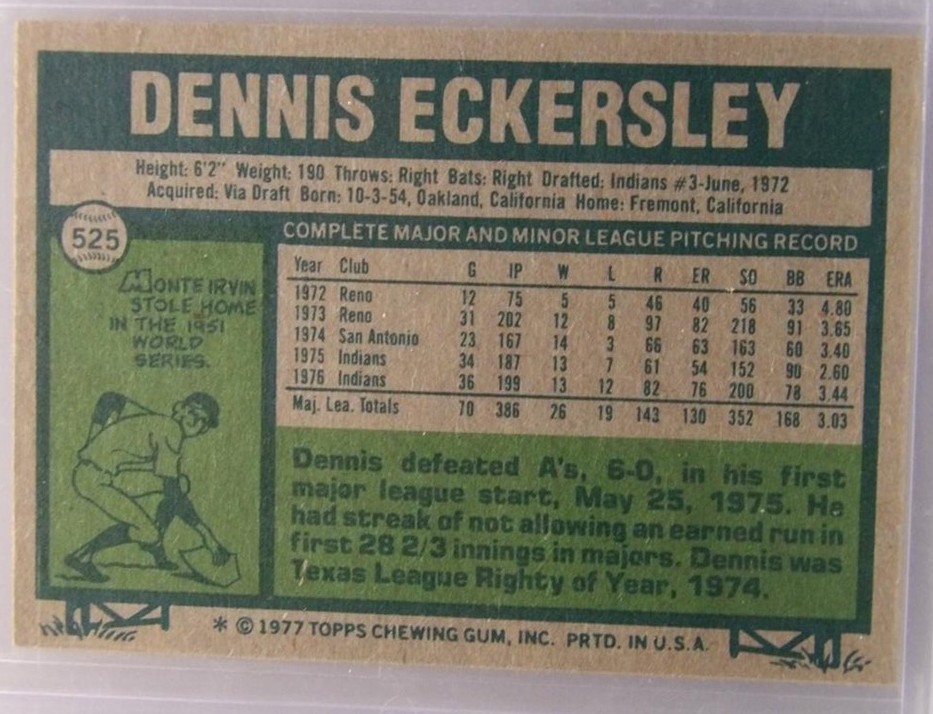 DENNIS ECKERSLEY
Height: 6'2" Weight: 190 Throws: Right Bats: Right Drafted: Indians #3-June, 1972
Acquired: Via Draft Born: 10-3-54, Oakland, California Home: Fremont, California
525
MONTE IRVIN
STOLE HOME
IN THE 1951
WORLD
SERIES.
COMPLETE MAJOR AND MINOR LEAGUE PITCHING RECORD
Year Club G IP W L R ER SO BB ERA
1972 Reno 12 75 5 5 46 40 56 33 4.80
1973 Reno 31 202 12 8 97 82 218 91 3.65
1974 San Antonio 23 167 14 3 66 63 163 60 3.40
1975 Indians 34 187 13 7 61 54 152 90 2.60
1976 Indians 36 199 13 12 82 76 200 78 3.44
Maj. Lea. Totals 70 386 26 19 143 130 352 168 3.03
Dennis defeated A's, 6-0, in his first
major league start, May 25, 1975. He
had streak of not allowing an earned run in
first 28 2/3 innings in majors. Dennis was
Texas League Righty of Year, 1974.
* © 1977 TOPPS CHEWING GUM, INC. PRTD. IN U.S.A.